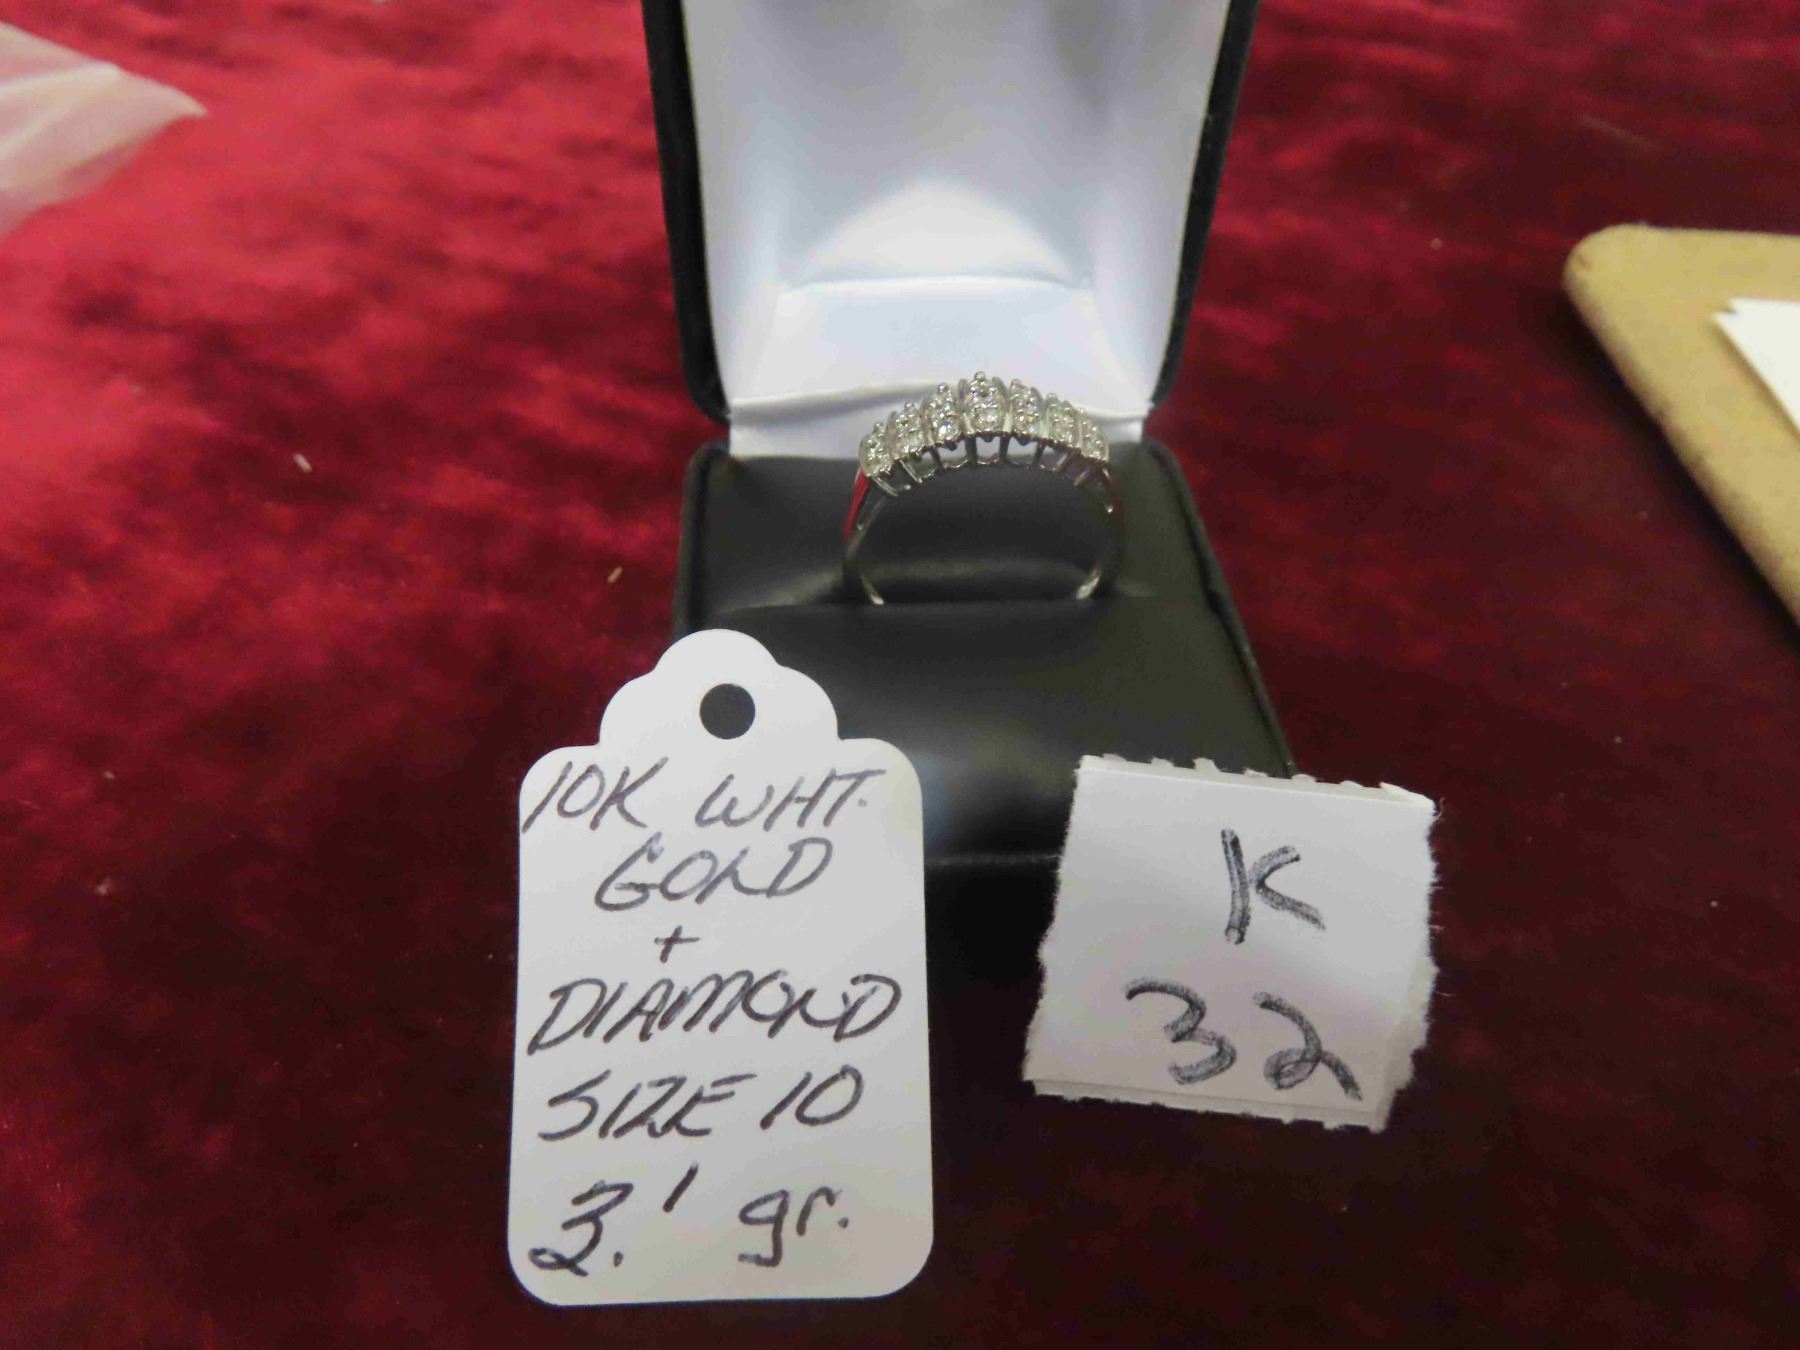 10K WHT.
GOLD
+
DIAMOND
SIZE 10
3.1 gr.
K
32